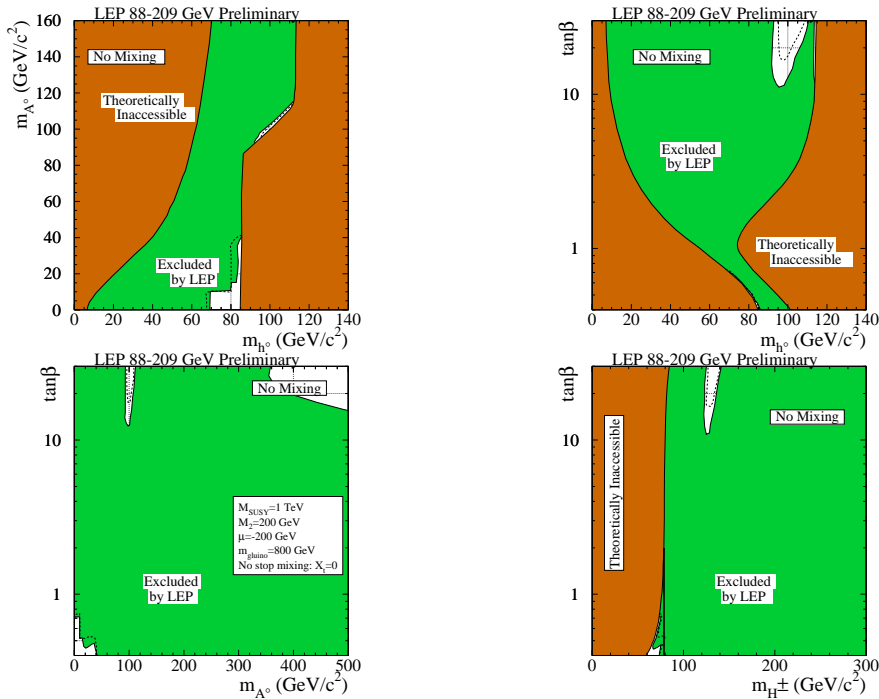 LEP 88-209 GeV Preliminary
m_A° (GeV/c²)
160
140
120
100
80
60
40
20
0
No Mixing
Theoretically
Inaccessible
Excluded
by LEP
0 20 40 60 80 100 120 140
m_h° (GeV/c²)
LEP 88-209 GeV Preliminary
tanβ
10
1
No Mixing
Excluded
by LEP
Theoretically
Inaccessible
0 20 40 60 80 100 120 140
m_h° (GeV/c²)
LEP 88-209 GeV Preliminary
tanβ
10
1
No Mixing
M_SUSY=1 TeV
M₂=200 GeV
μ=-200 GeV
m_gluino=800 GeV
No stop mixing: X_t=0
Excluded
by LEP
0 100 200 300 400 500
m_A° (GeV/c²)
LEP 88-209 GeV Preliminary
tanβ
10
1
Theoretically Inaccessible
No Mixing
Excluded
by LEP
0 100 200 300
m_H± (GeV/c²)